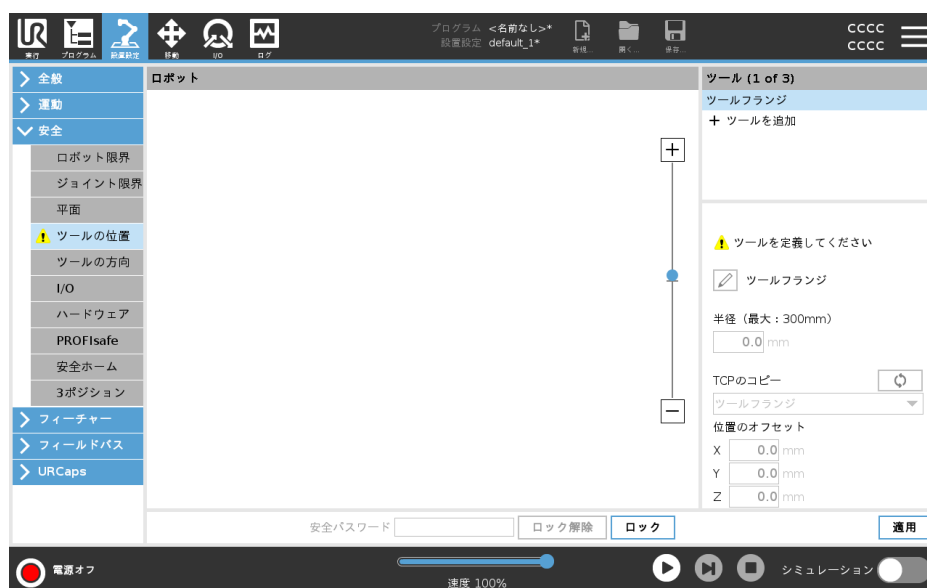 プログラム <名前なし>*
設置設定 default_1*
cccc
cccc
実行
プログラム
設置設定
移動
I/O
ログ
新規...
開く...
保存...
全般
運動
安全
ロボット限界
ジョイント限界
平面
ツールの位置
ツールの方向
I/O
ハードウェア
PROFIsafe
安全ホーム
3ポジション
フィーチャー
フィールドバス
URCaps
ロボット
ツール (1 of 3)
ツールフランジ
+ ツールを追加
ツールを定義してください
ツールフランジ
半径（最大：300mm）
0.0 mm
TCPのコピー
ツールフランジ
位置のオフセット
X 0.0 mm
Y 0.0 mm
Z 0.0 mm
安全パスワード
ロック解除
ロック
適用
電源オフ
速度 100%
シミュレーション